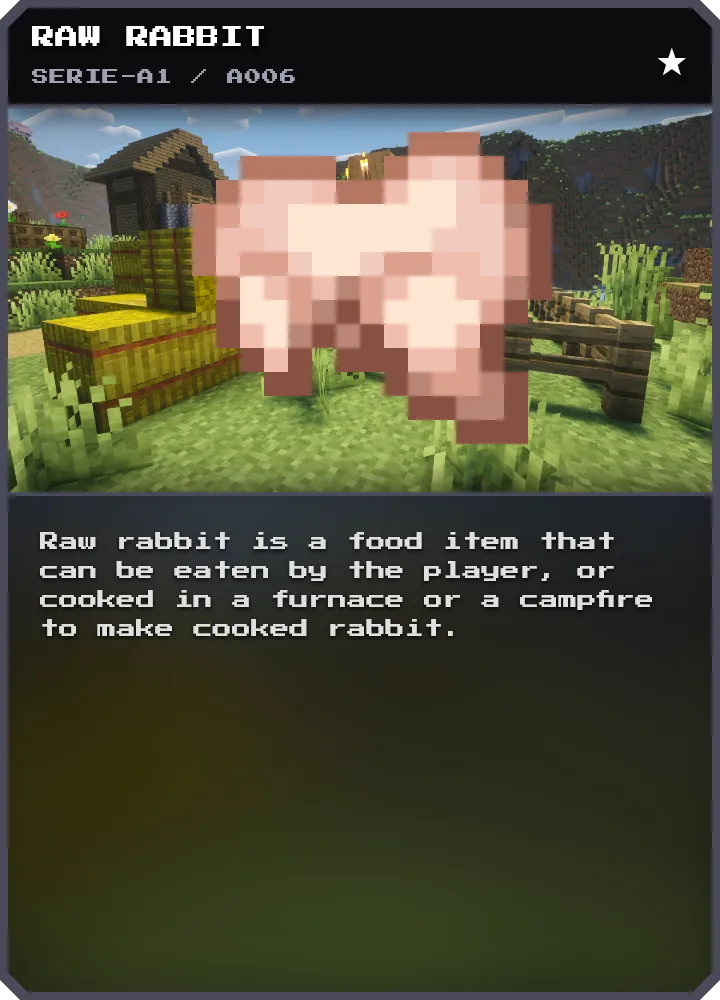 RAW RABBIT
SERIE-A1 / A006
Raw rabbit is a food item that
can be eaten by the player, or
cooked in a furnace or a campfire
to make cooked rabbit.